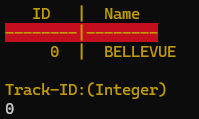 ID | Name
--------|--------
0 | BELLEVUE
Track-ID:(Integer)
0